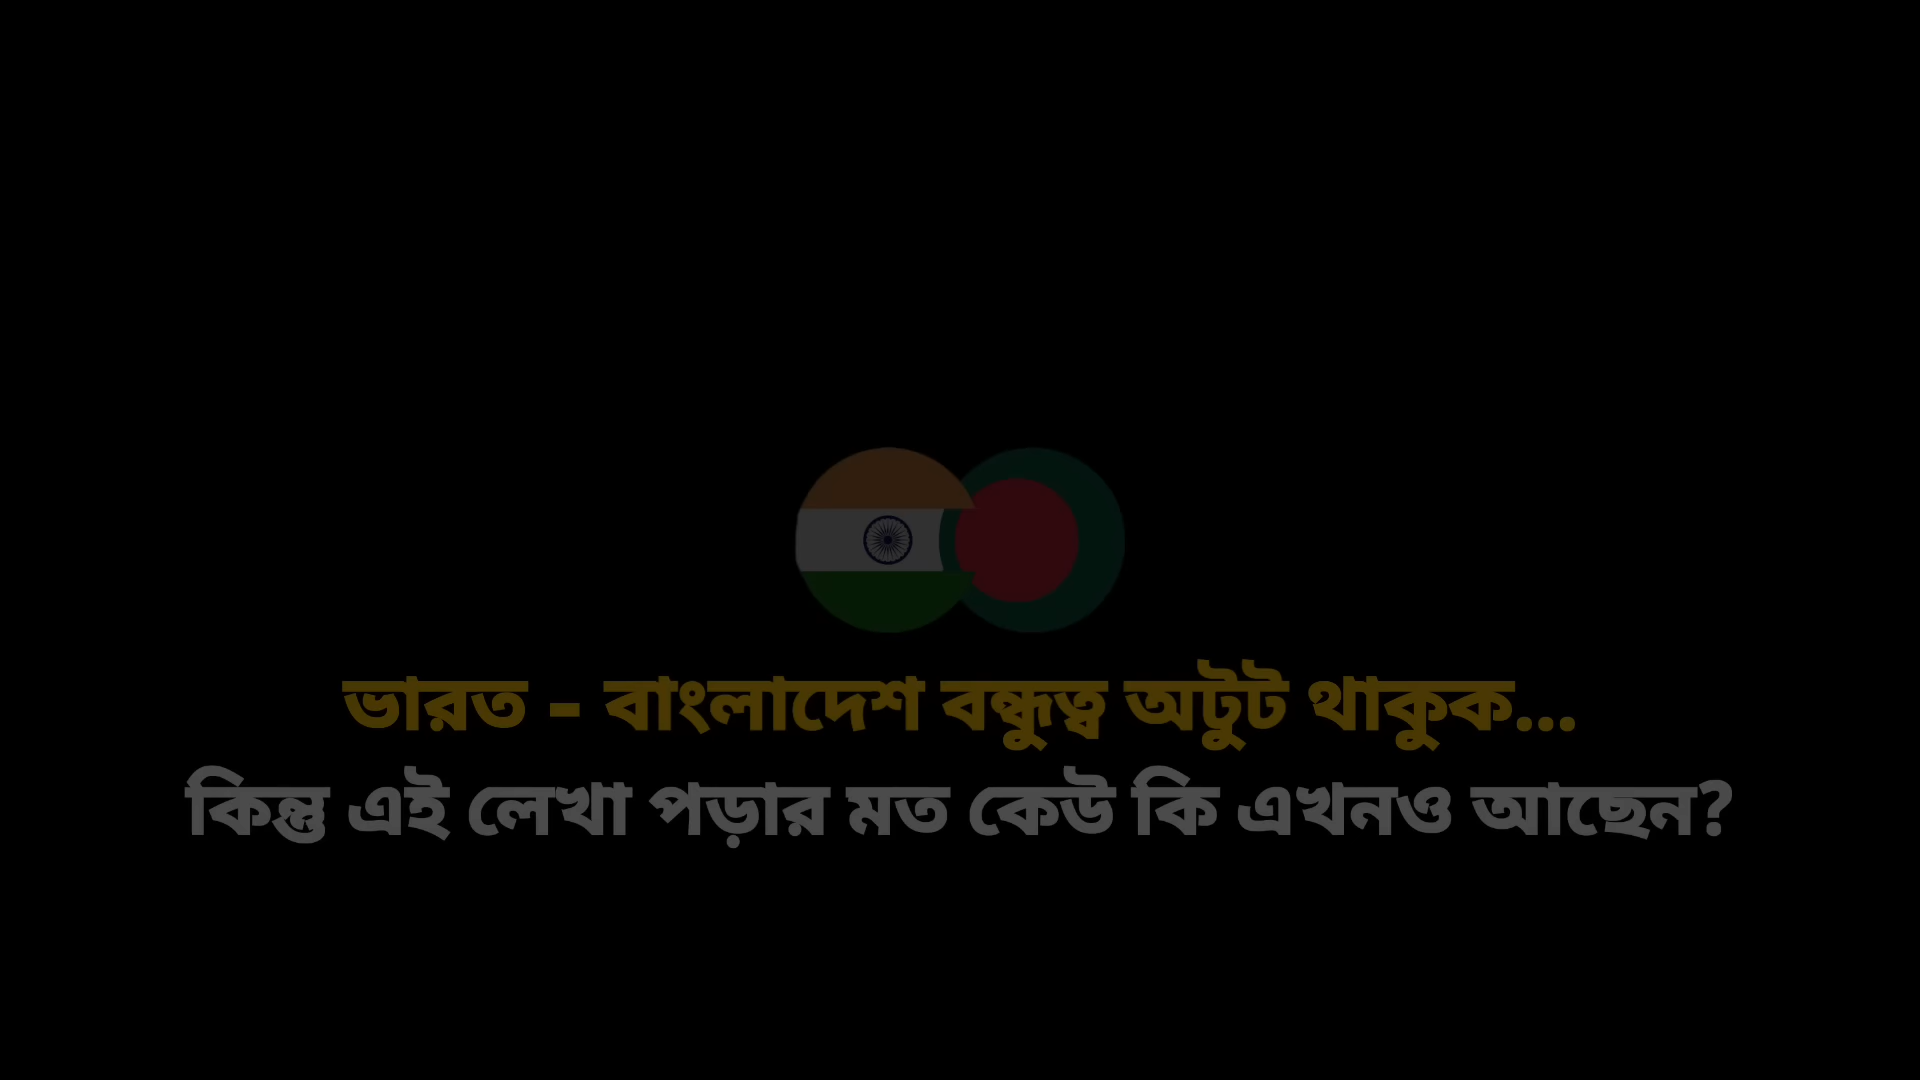 ভারত - বাংলাদেশ বন্ধুত্ব অটুট থাকুক...
কিন্তু এই লেখা পড়ার মত কেউ কি এখনও আছেন?